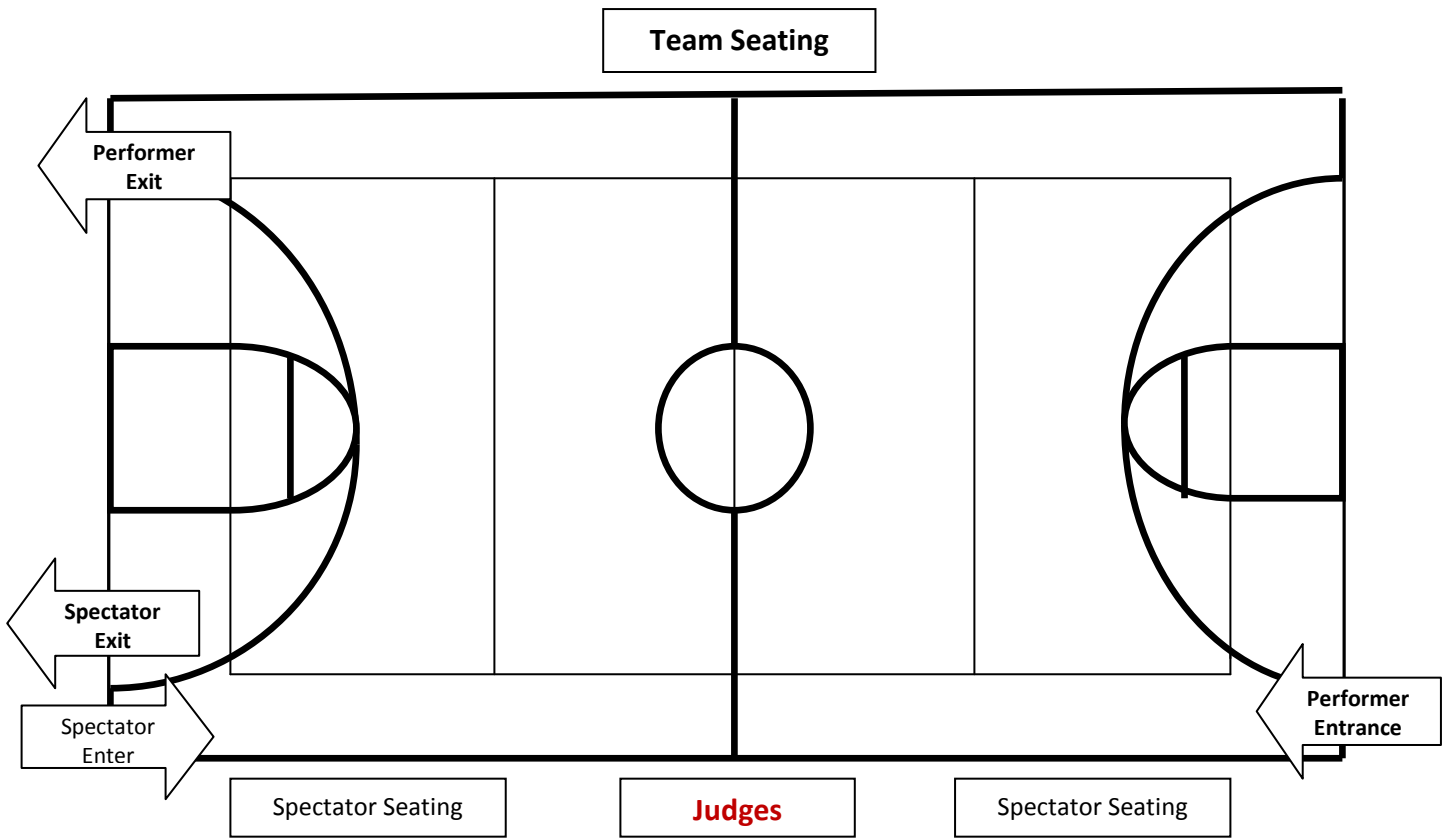 Team Seating
Performer
Exit
Spectator
Exit
Spectator
Enter
Performer
Entrance
Spectator Seating
Judges
Spectator Seating